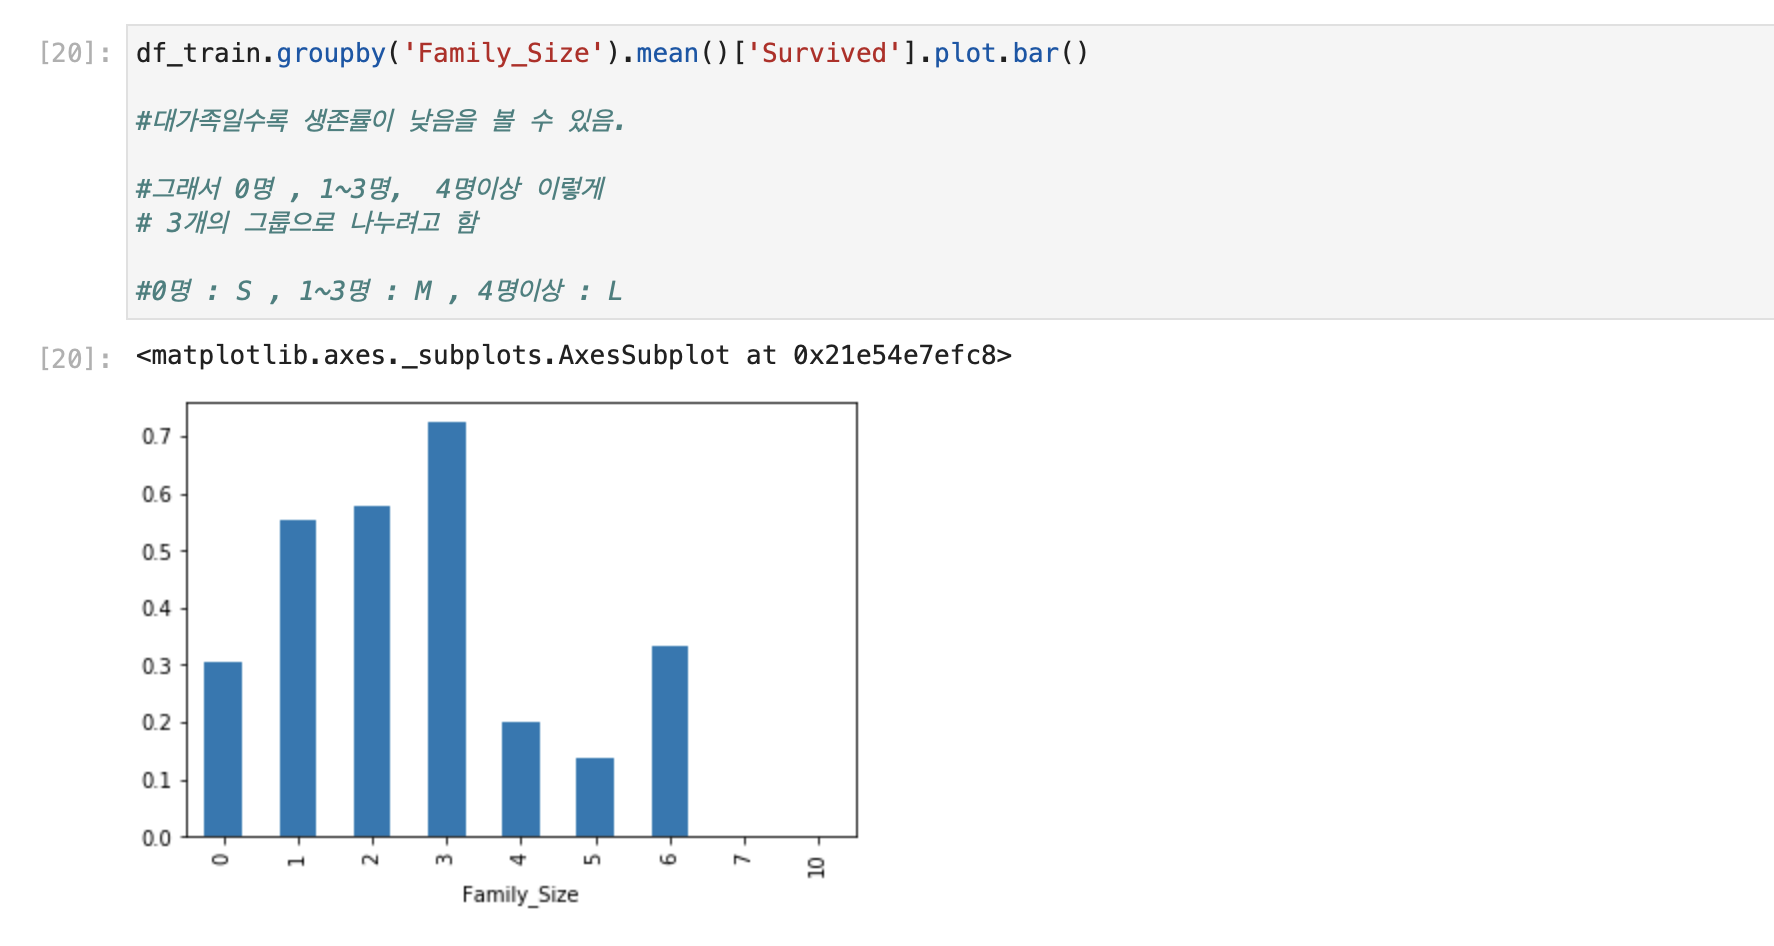 [20]: df_train.groupby('Family_Size').mean()['Survived'].plot.bar()
#대가족일수록 생존률이 낮음을 볼 수 있음.
#그래서 0명 , 1~3명,  4명이상 이렇게
# 3개의 그룹으로 나누려고 함
#0명 : S , 1~3명 : M , 4명이상 : L
[20]: <matplotlib.axes._subplots.AxesSubplot at 0x21e54e7efc8>
0.7
0.6
0.5
0.4
0.3
0.2
0.1
0.0
0 1 2 3 4 5 6 7 10
Family_Size